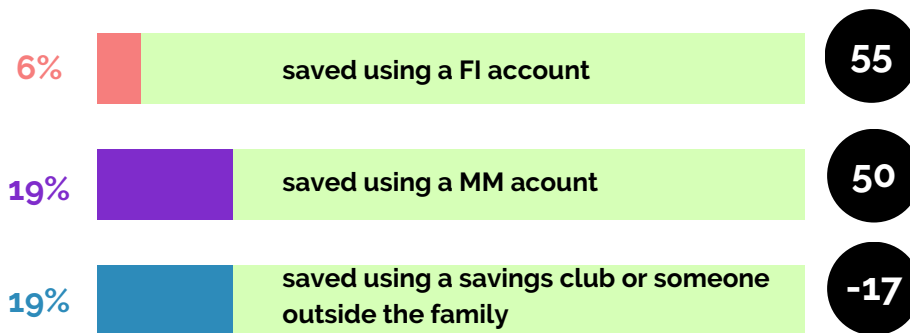 6% saved using a FI account 55
19% saved using a MM acount 50
19% saved using a savings club or someone
outside the family -17